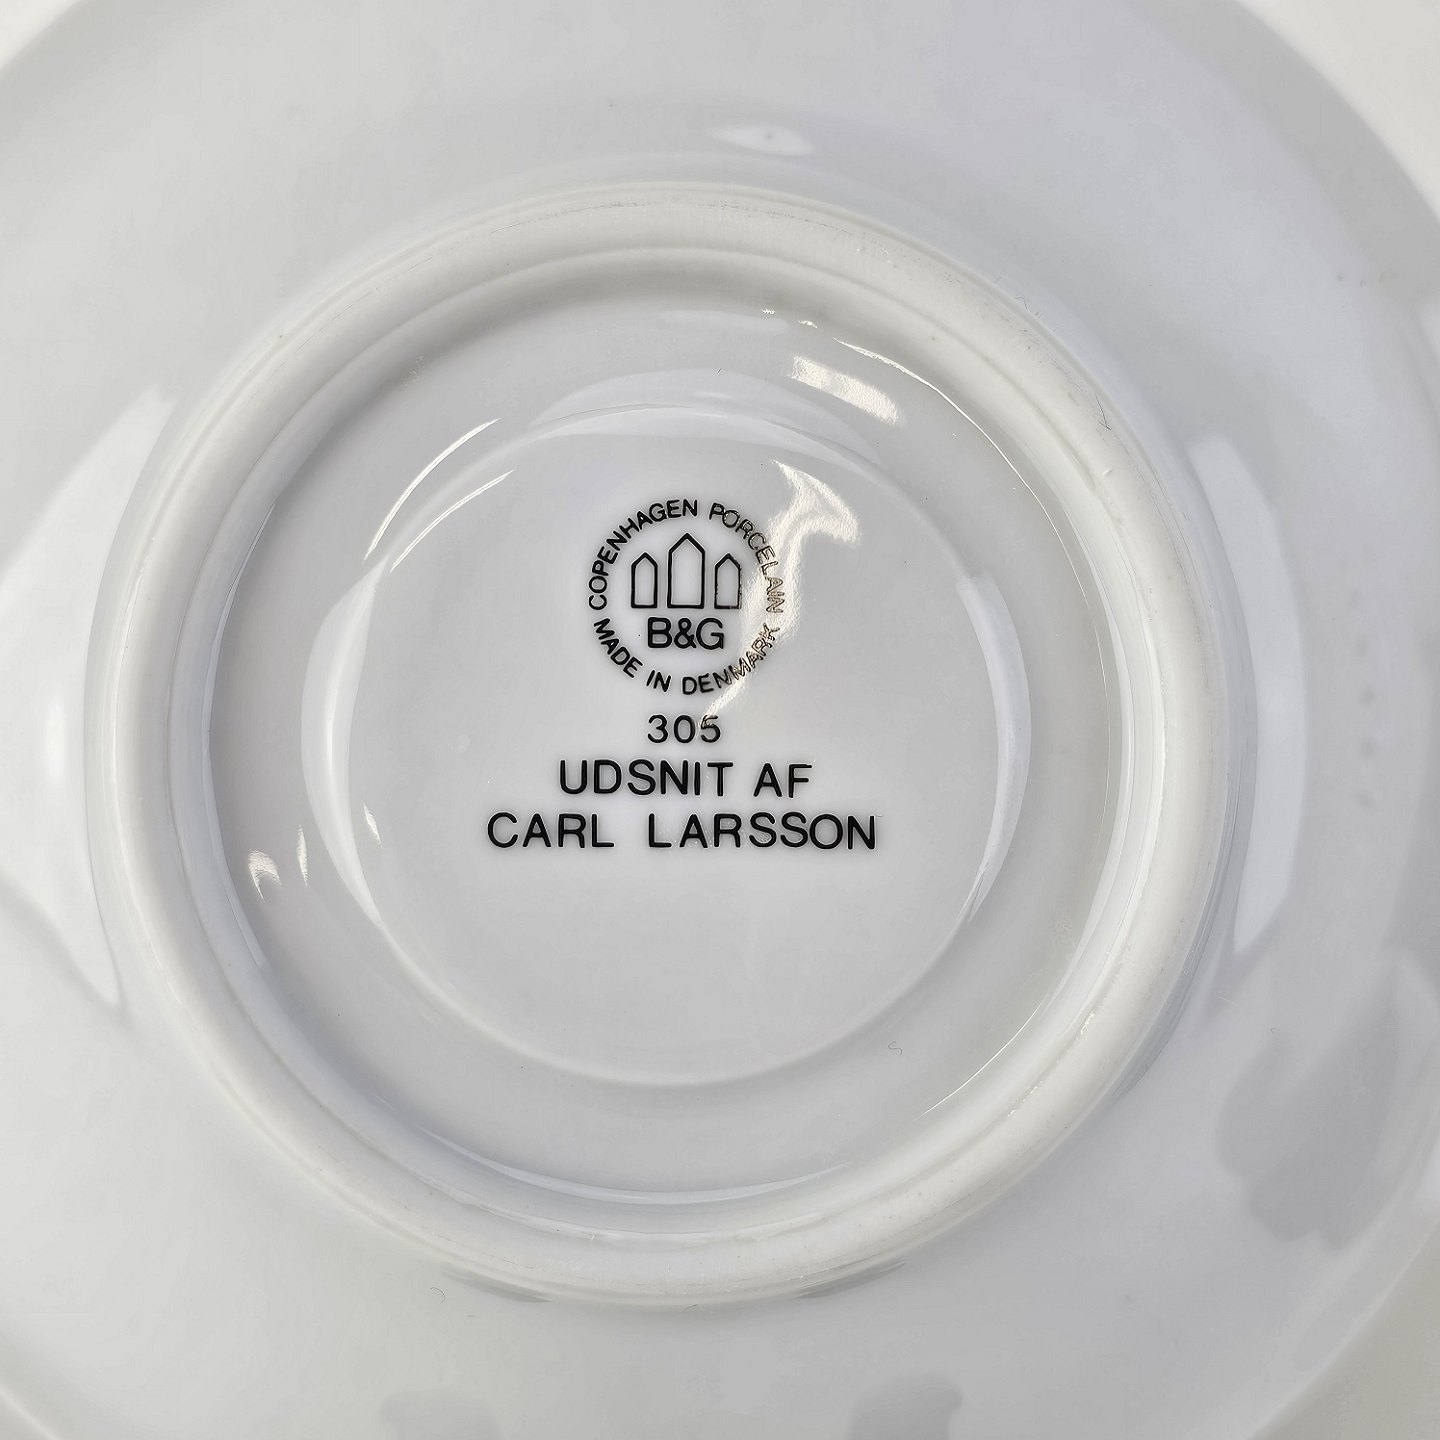 COPENHAGEN PORCELAIN
B&G
MADE IN DENMARK
305
UDSNIT AF
CARL LARSSON